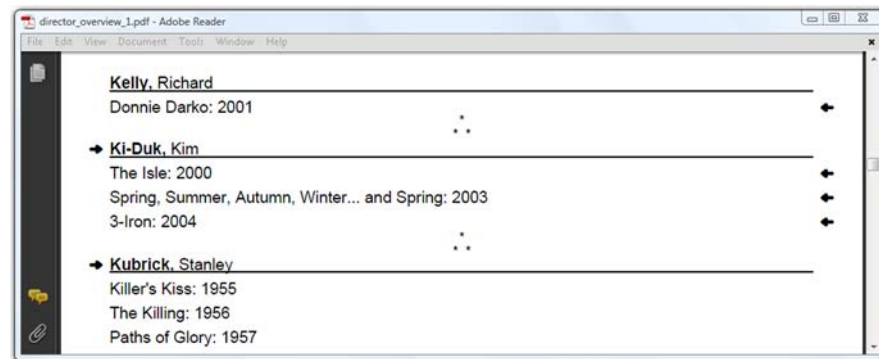 director_overview_1.pdf - Adobe Reader
File Edit View Document Tools Window Help
Kelly, Richard
Donnie Darko: 2001
Ki-Duk, Kim
The Isle: 2000
Spring, Summer, Autumn, Winter... and Spring: 2003
3-Iron: 2004
Kubrick, Stanley
Killer's Kiss: 1955
The Killing: 1956
Paths of Glory: 1957